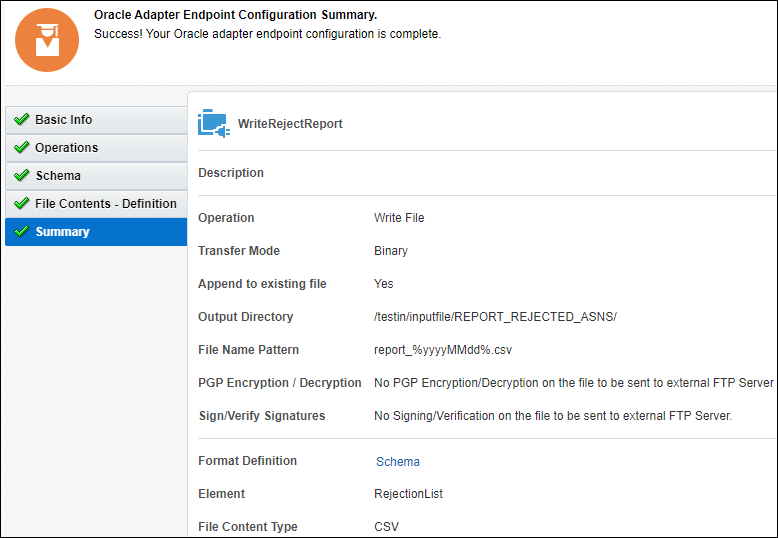 Oracle Adapter Endpoint Configuration Summary.
Success! Your Oracle adapter endpoint configuration is complete.
Basic Info
Operations
Schema
File Contents - Definition
Summary
WriteRejectReport
Description
Operation Write File
Transfer Mode Binary
Append to existing file Yes
Output Directory /testin/inputfile/REPORT_REJECTED_ASNS/
File Name Pattern report_%yyyyMMdd%.csv
PGP Encryption / Decryption No PGP Encryption/Decryption on the file to be sent to external FTP Server
Sign/Verify Signatures No Signing/Verification on the file to be sent to external FTP Server.
Format Definition Schema
Element RejectionList
File Content Type CSV